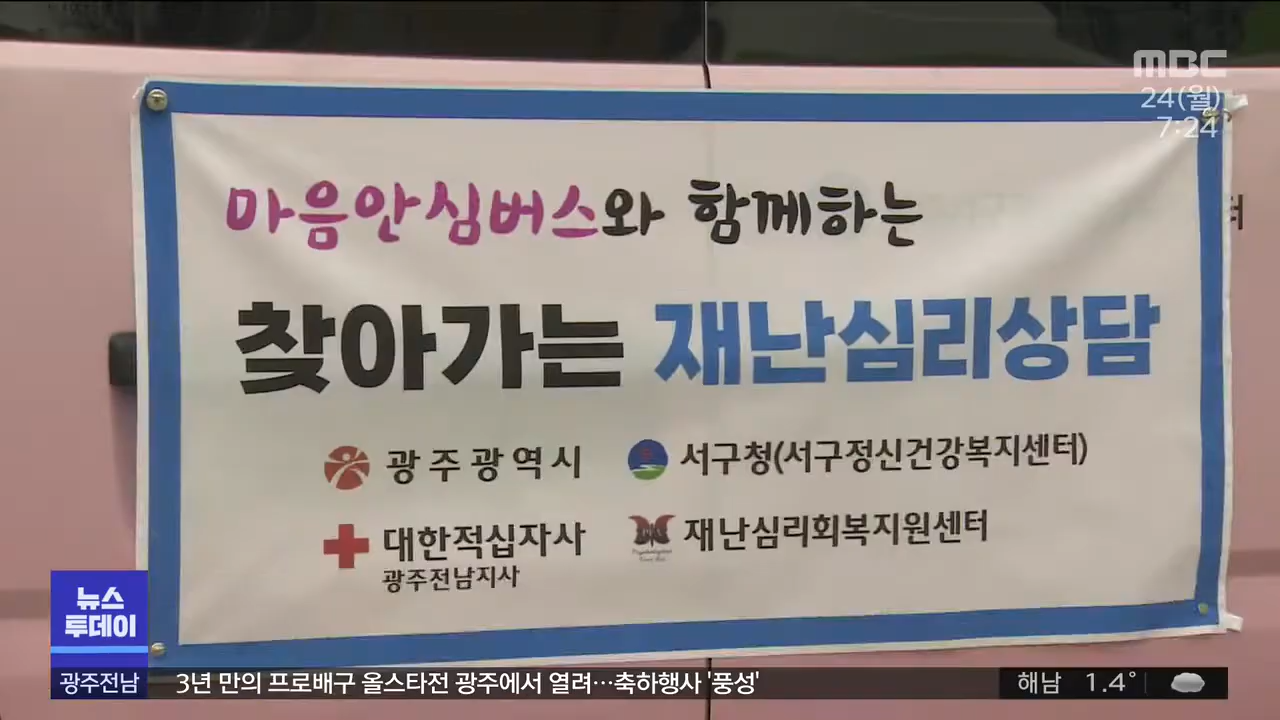 MBC
24(월)
7:24
마음안심버스와 함께하는
찾아가는 재난심리상담
광주광역시
서구청(서구정신건강복지센터)
대한적십자사
광주전남지사
재난심리회복지원센터
터
뉴스
투데이
광주전남
3년 만의 프로배구 올스타전 광주에서 열려…축하행사 '풍성'
해남 1.4°